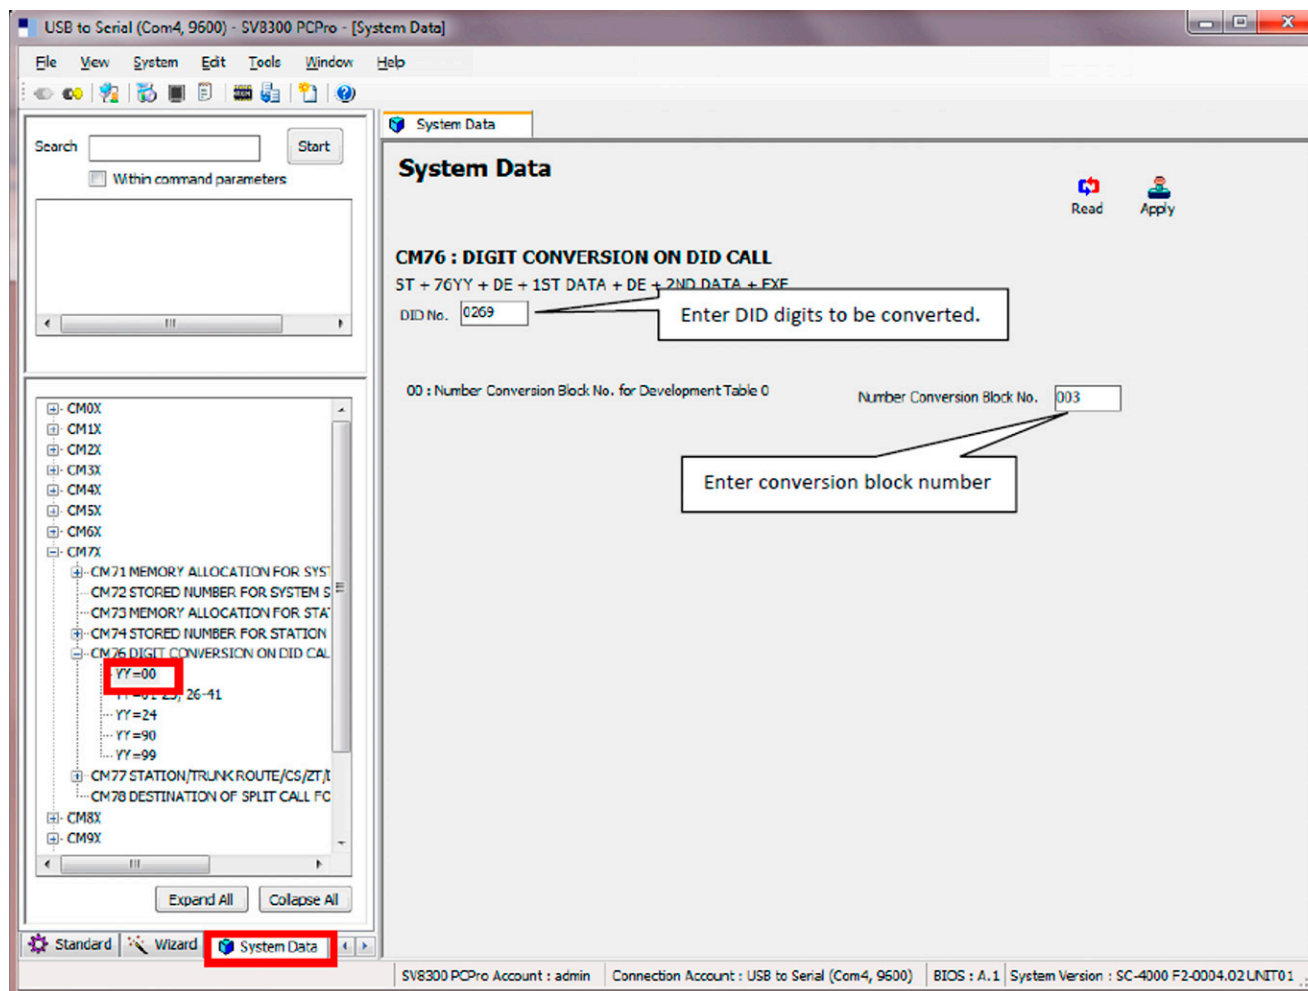 USB to Serial (Com4, 9600) - SV8300 PCPro - [System Data]
File View System Edit Tools Window Help
Search
Start
Within command parameters
System Data
System Data
Read Apply
CM76 : DIGIT CONVERSION ON DID CALL
ST + 76YY + DE + 1ST DATA + DE + 2ND DATA + EXE
DID No. 0269
Enter DID digits to be converted.
00 : Number Conversion Block No. for Development Table 0
Number Conversion Block No. 003
Enter conversion block number
CM0X
CM1X
CM2X
CM3X
CM4X
CM5X
CM6X
CM7X
CM71 MEMORY ALLOCATION FOR SYST
CM72 STORED NUMBER FOR SYSTEM S
CM73 MEMORY ALLOCATION FOR STA
CM74 STORED NUMBER FOR STATION
CM76 DIGIT CONVERSION ON DID CAL
YY=00
YY=01-23, 26-41
YY=24
YY=90
YY=99
CM77 STATION/TRUNK ROUTE/CS/ZT/
CM78 DESTINATION OF SPLIT CALL FO
CM8X
CM9X
Expand All Collapse All
Standard Wizard System Data
SV8300 PCPro Account : admin Connection Account : USB to Serial (Com4, 9600) BIOS : A.1 System Version : SC-4000 F2-0004.02 UNIT01